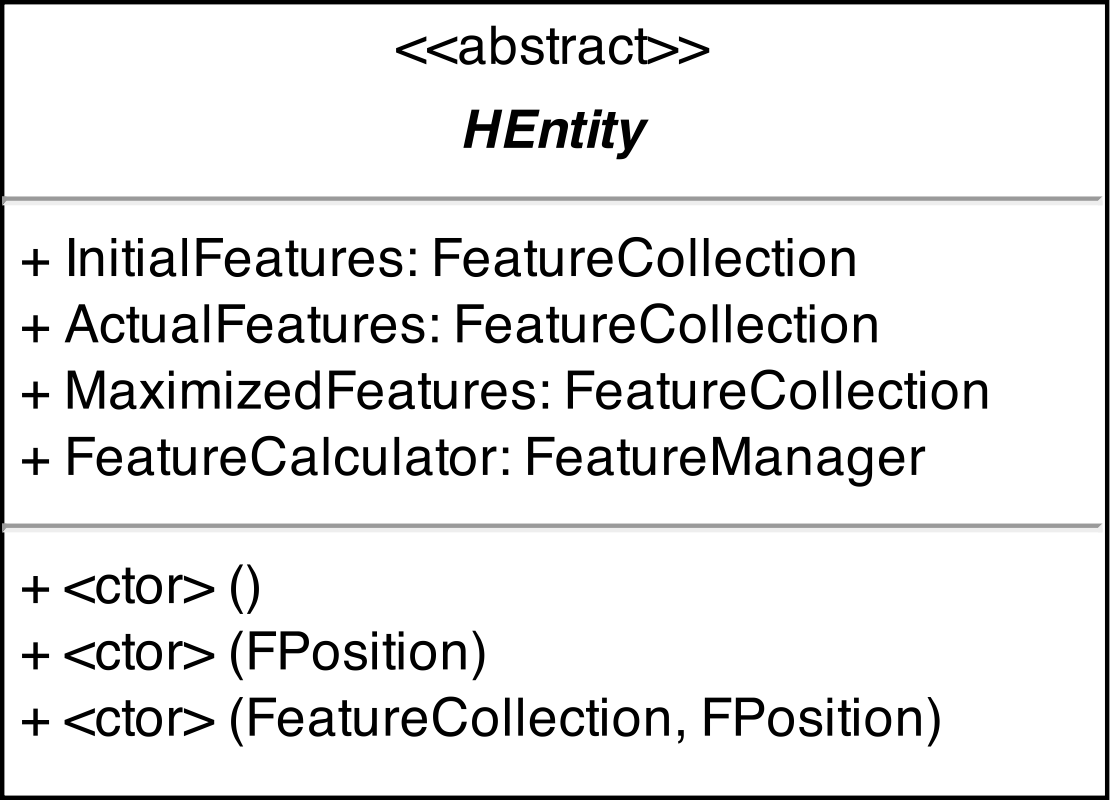 <<abstract>>
HEntity
+ InitialFeatures: FeatureCollection
+ ActualFeatures: FeatureCollection
+ MaximizedFeatures: FeatureCollection
+ FeatureCalculator: FeatureManager
+ <ctor> ()
+ <ctor> (FPosition)
+ <ctor> (FeatureCollection, FPosition)